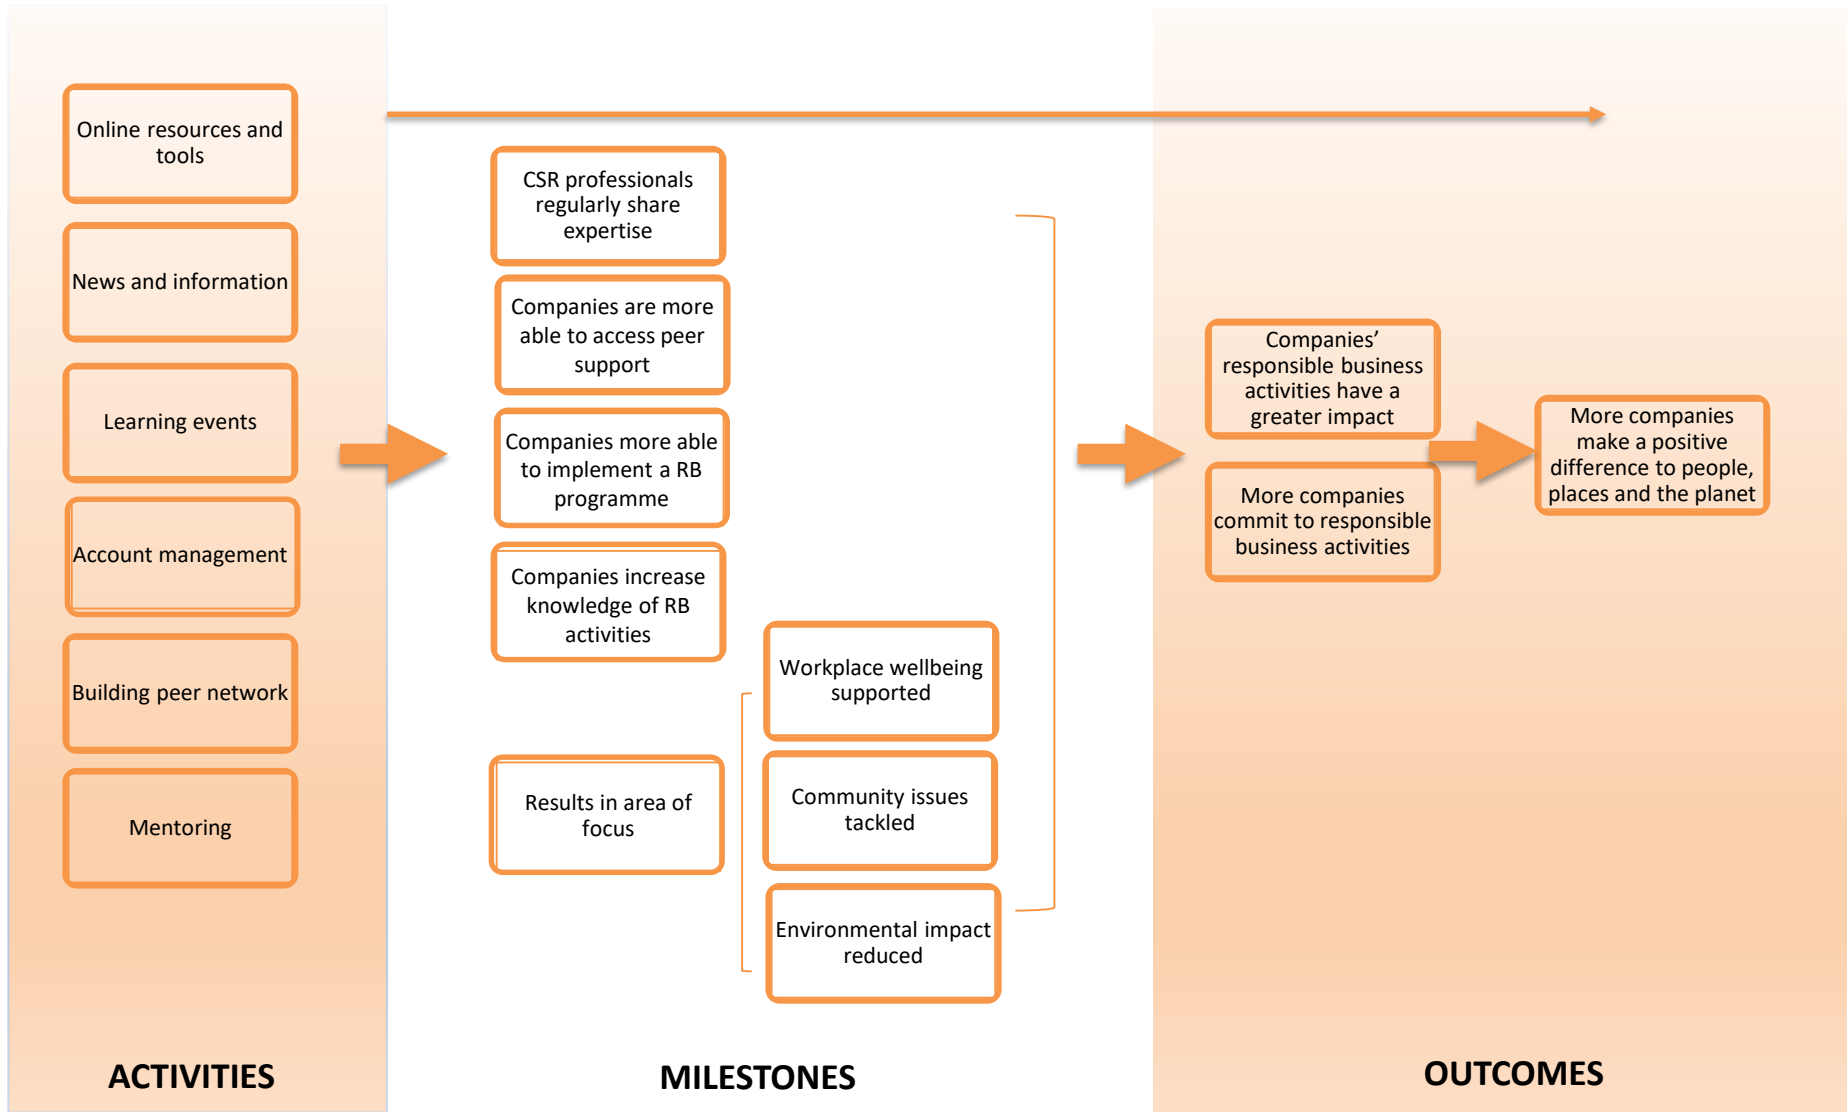 Online resources and
tools
News and information
Learning events
Account management
Building peer network
Mentoring
ACTIVITIES
CSR professionals
regularly share
expertise
Companies are more
able to access peer
support
Companies more able
to implement a RB
programme
Companies increase
knowledge of RB
activities
Results in area of
focus
Workplace wellbeing
supported
Community issues
tackled
Environmental impact
reduced
MILESTONES
Companies’
responsible business
activities have a
greater impact
More companies
commit to responsible
business activities
More companies
make a positive
difference to people,
places and the planet
OUTCOMES